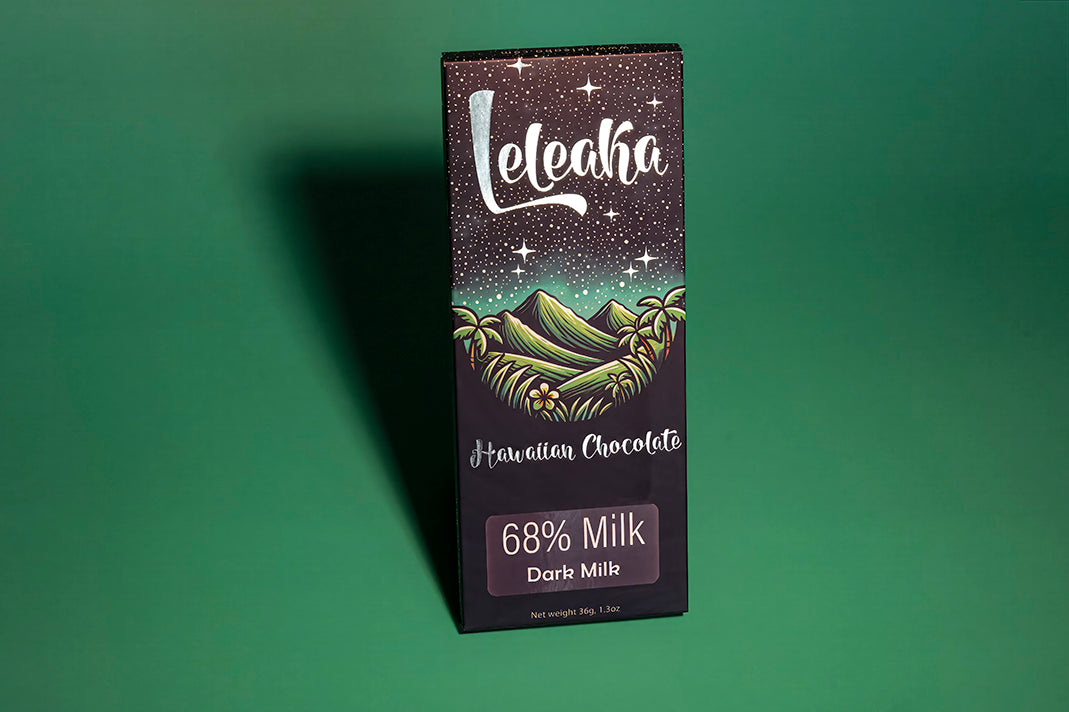 Leleaka
Hawaiian Chocolate
68% Milk
Dark Milk
Net weight 36g, 1.3oz